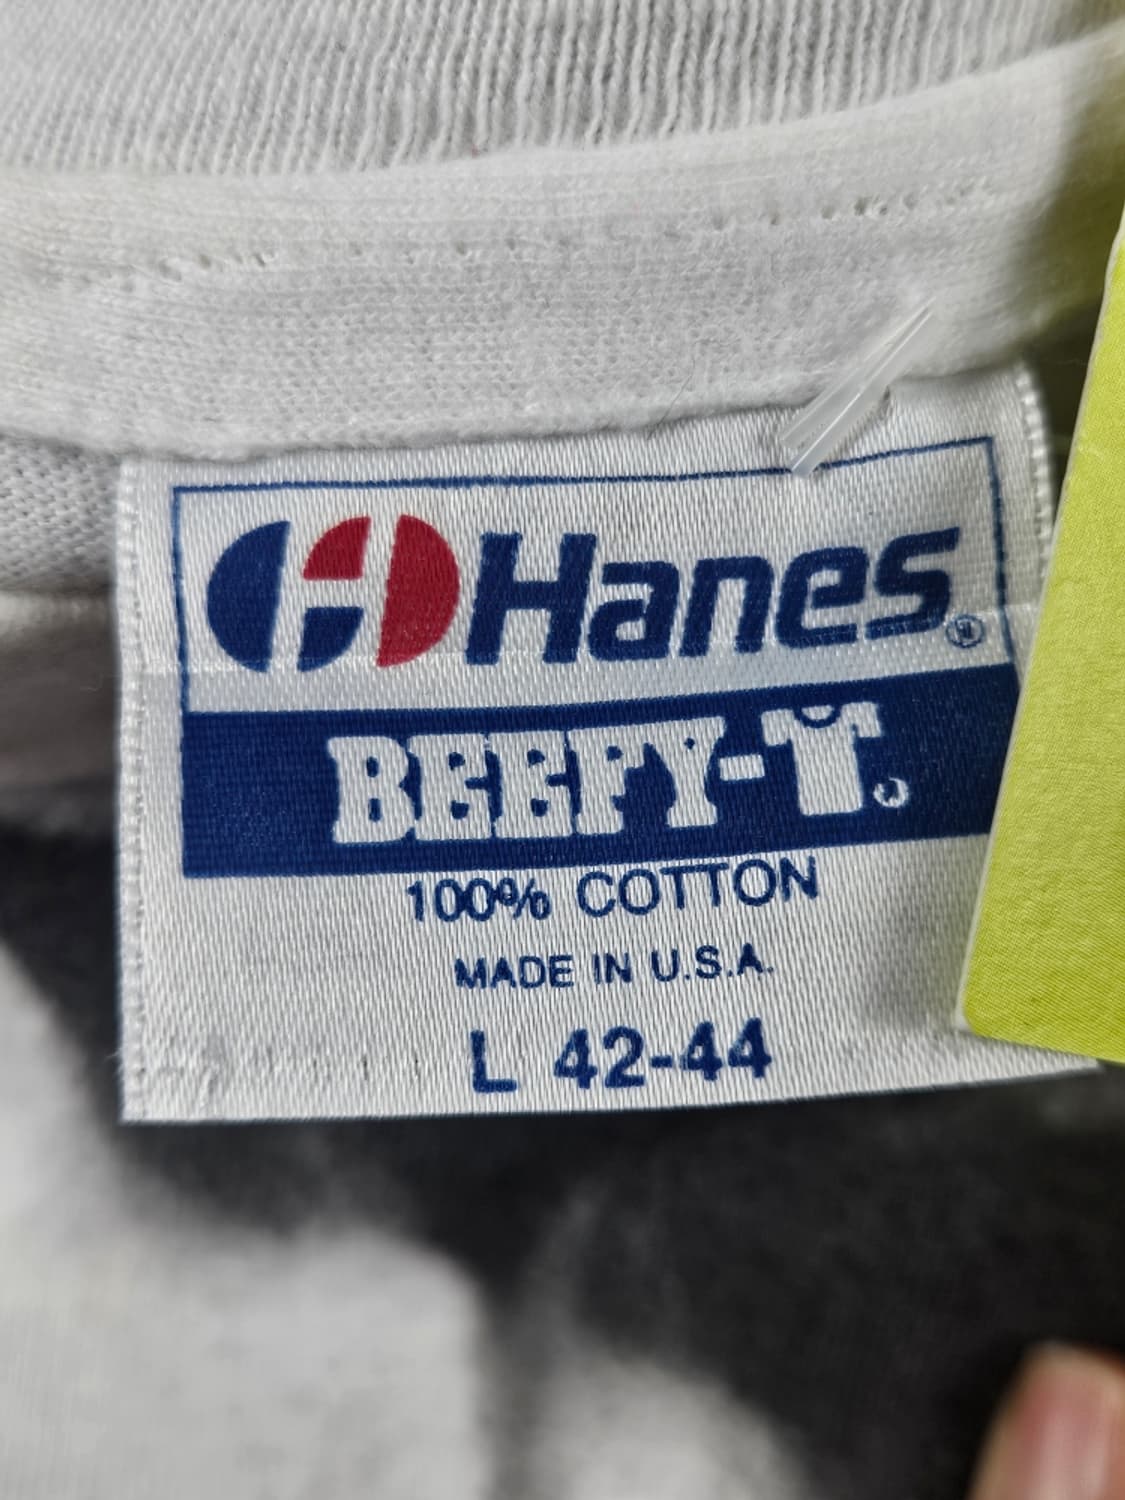 Hanes®
BEEFY-T®
100% COTTON
MADE IN U.S.A.
L 42-44